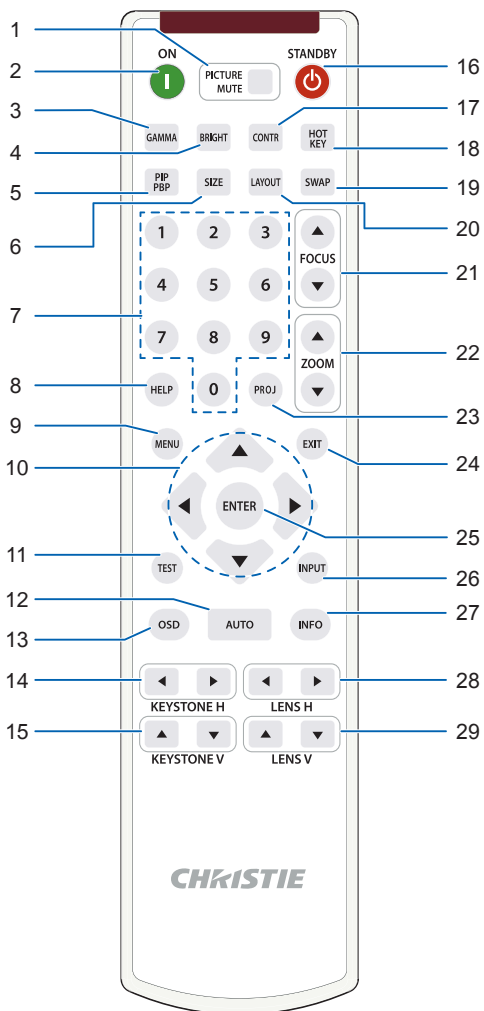 1
ON
STANDBY
2
PICTURE
MUTE
16
17
3
GAMMA
BRIGHT
CONTR
HOT
KEY
4
18
5
PIP
PBP
SIZE
LAYOUT
SWAP
19
6
20
1 2 3
FOCUS
21
4 5 6
7
7 8 9
ZOOM
22
8
HELP
0
PROJ
23
9
MENU
EXIT
24
10
ENTER
25
11
TEST
INPUT
26
12
27
13
OSD
AUTO
INFO
14
28
KEYSTONE H
LENS H
15
29
KEYSTONE V
LENS V
CHRISTIE